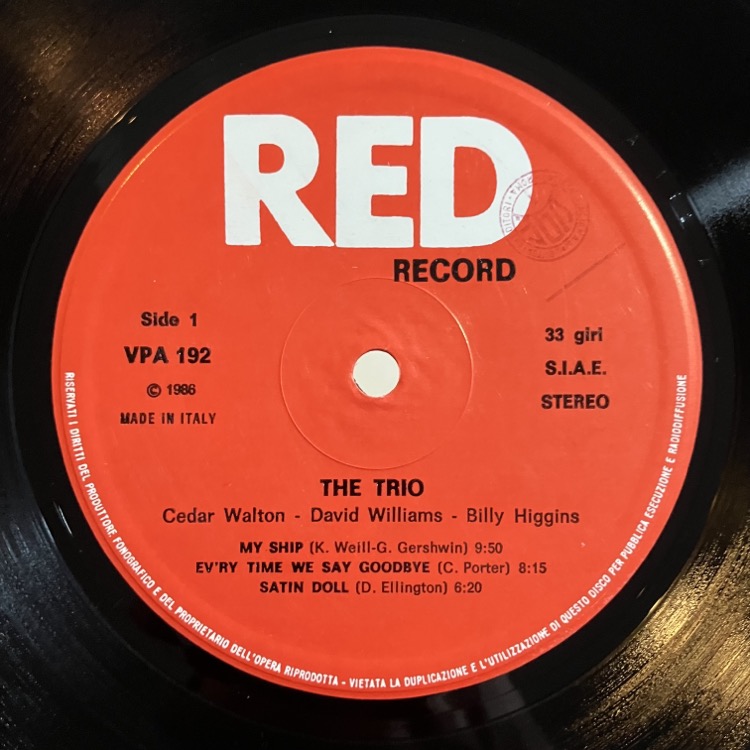 RED
RECORD
Side 1
VPA 192
© 1986
MADE IN ITALY
33 giri
S.I.A.E.
STEREO
THE TRIO
Cedar Walton - David Williams - Billy Higgins
MY SHIP (K. Weill-G. Gershwin) 9:50
EV'RY TIME WE SAY GOODBYE (C. Porter) 8:15
SATIN DOLL (D. Ellington) 6:20
RISERVATI I DIRITTI DEL PRODUTTORE FONOGRAFICO E DEL PROPRIETARIO DELL'OPERA RIPRODOTTA - VIETATA LA DUPLICAZIONE E L'UTILIZZAZIONE DI QUESTO DISCO PER PUBBLICA ESECUZIONE E RADIODIFFUSIONE